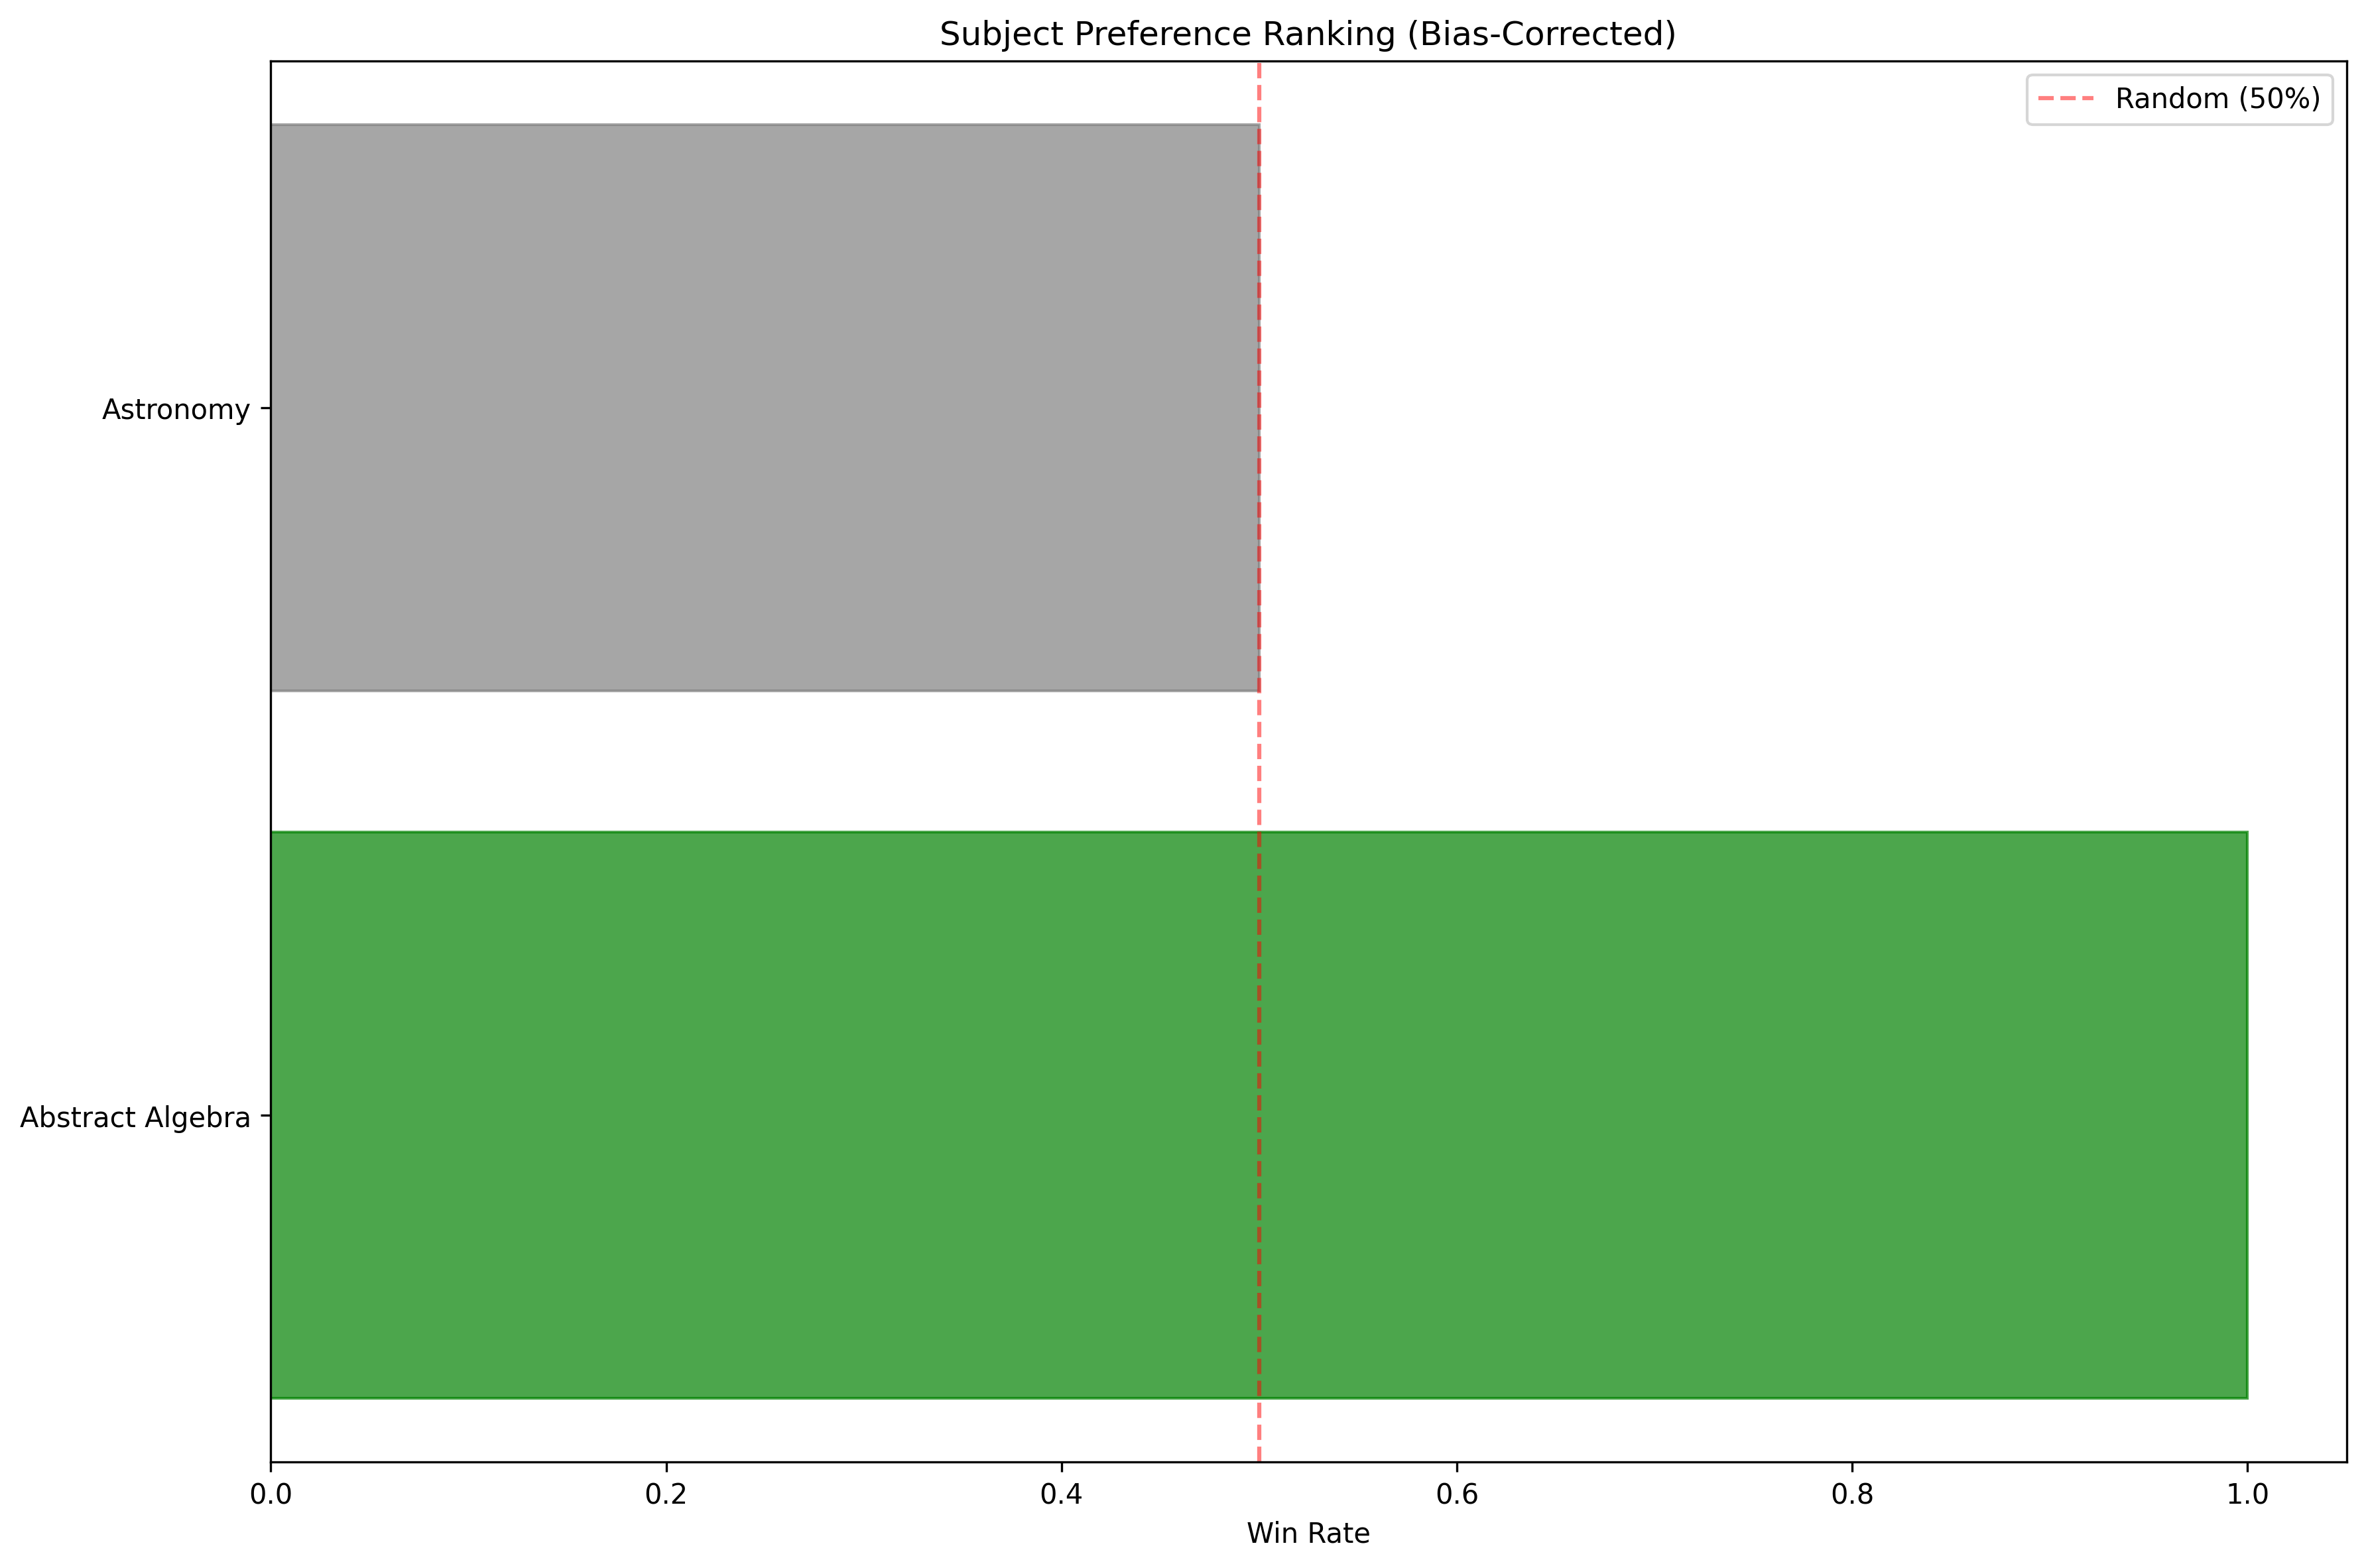 Subject Preference Ranking (Bias-Corrected)
Random (50%)
Astronomy
Abstract Algebra
0.0 0.2 0.4 0.6 0.8 1.0
Win Rate